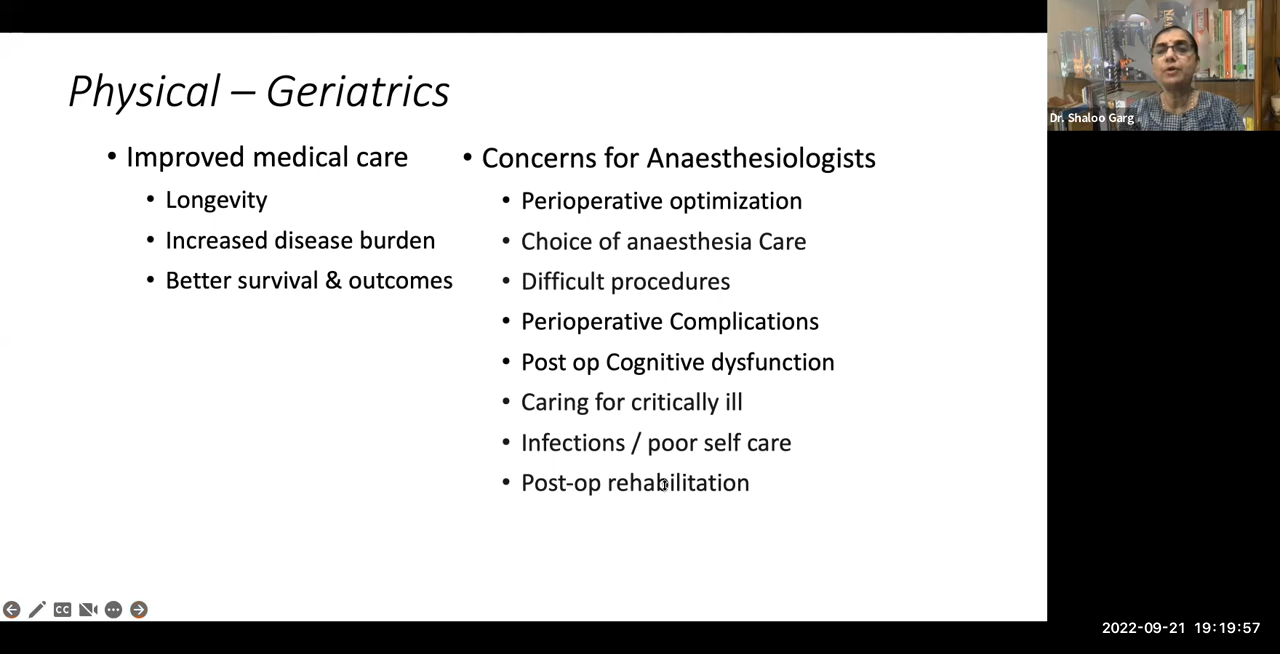 Physical – Geriatrics
• Improved medical care
• Longevity
• Increased disease burden
• Better survival & outcomes
• Concerns for Anaesthesiologists
• Perioperative optimization
• Choice of anaesthesia Care
• Difficult procedures
• Perioperative Complications
• Post op Cognitive dysfunction
• Caring for critically ill
• Infections / poor self care
• Post-op rehabilitation
Dr. Shaloo Garg
CC
2022-09-21 19:19:57